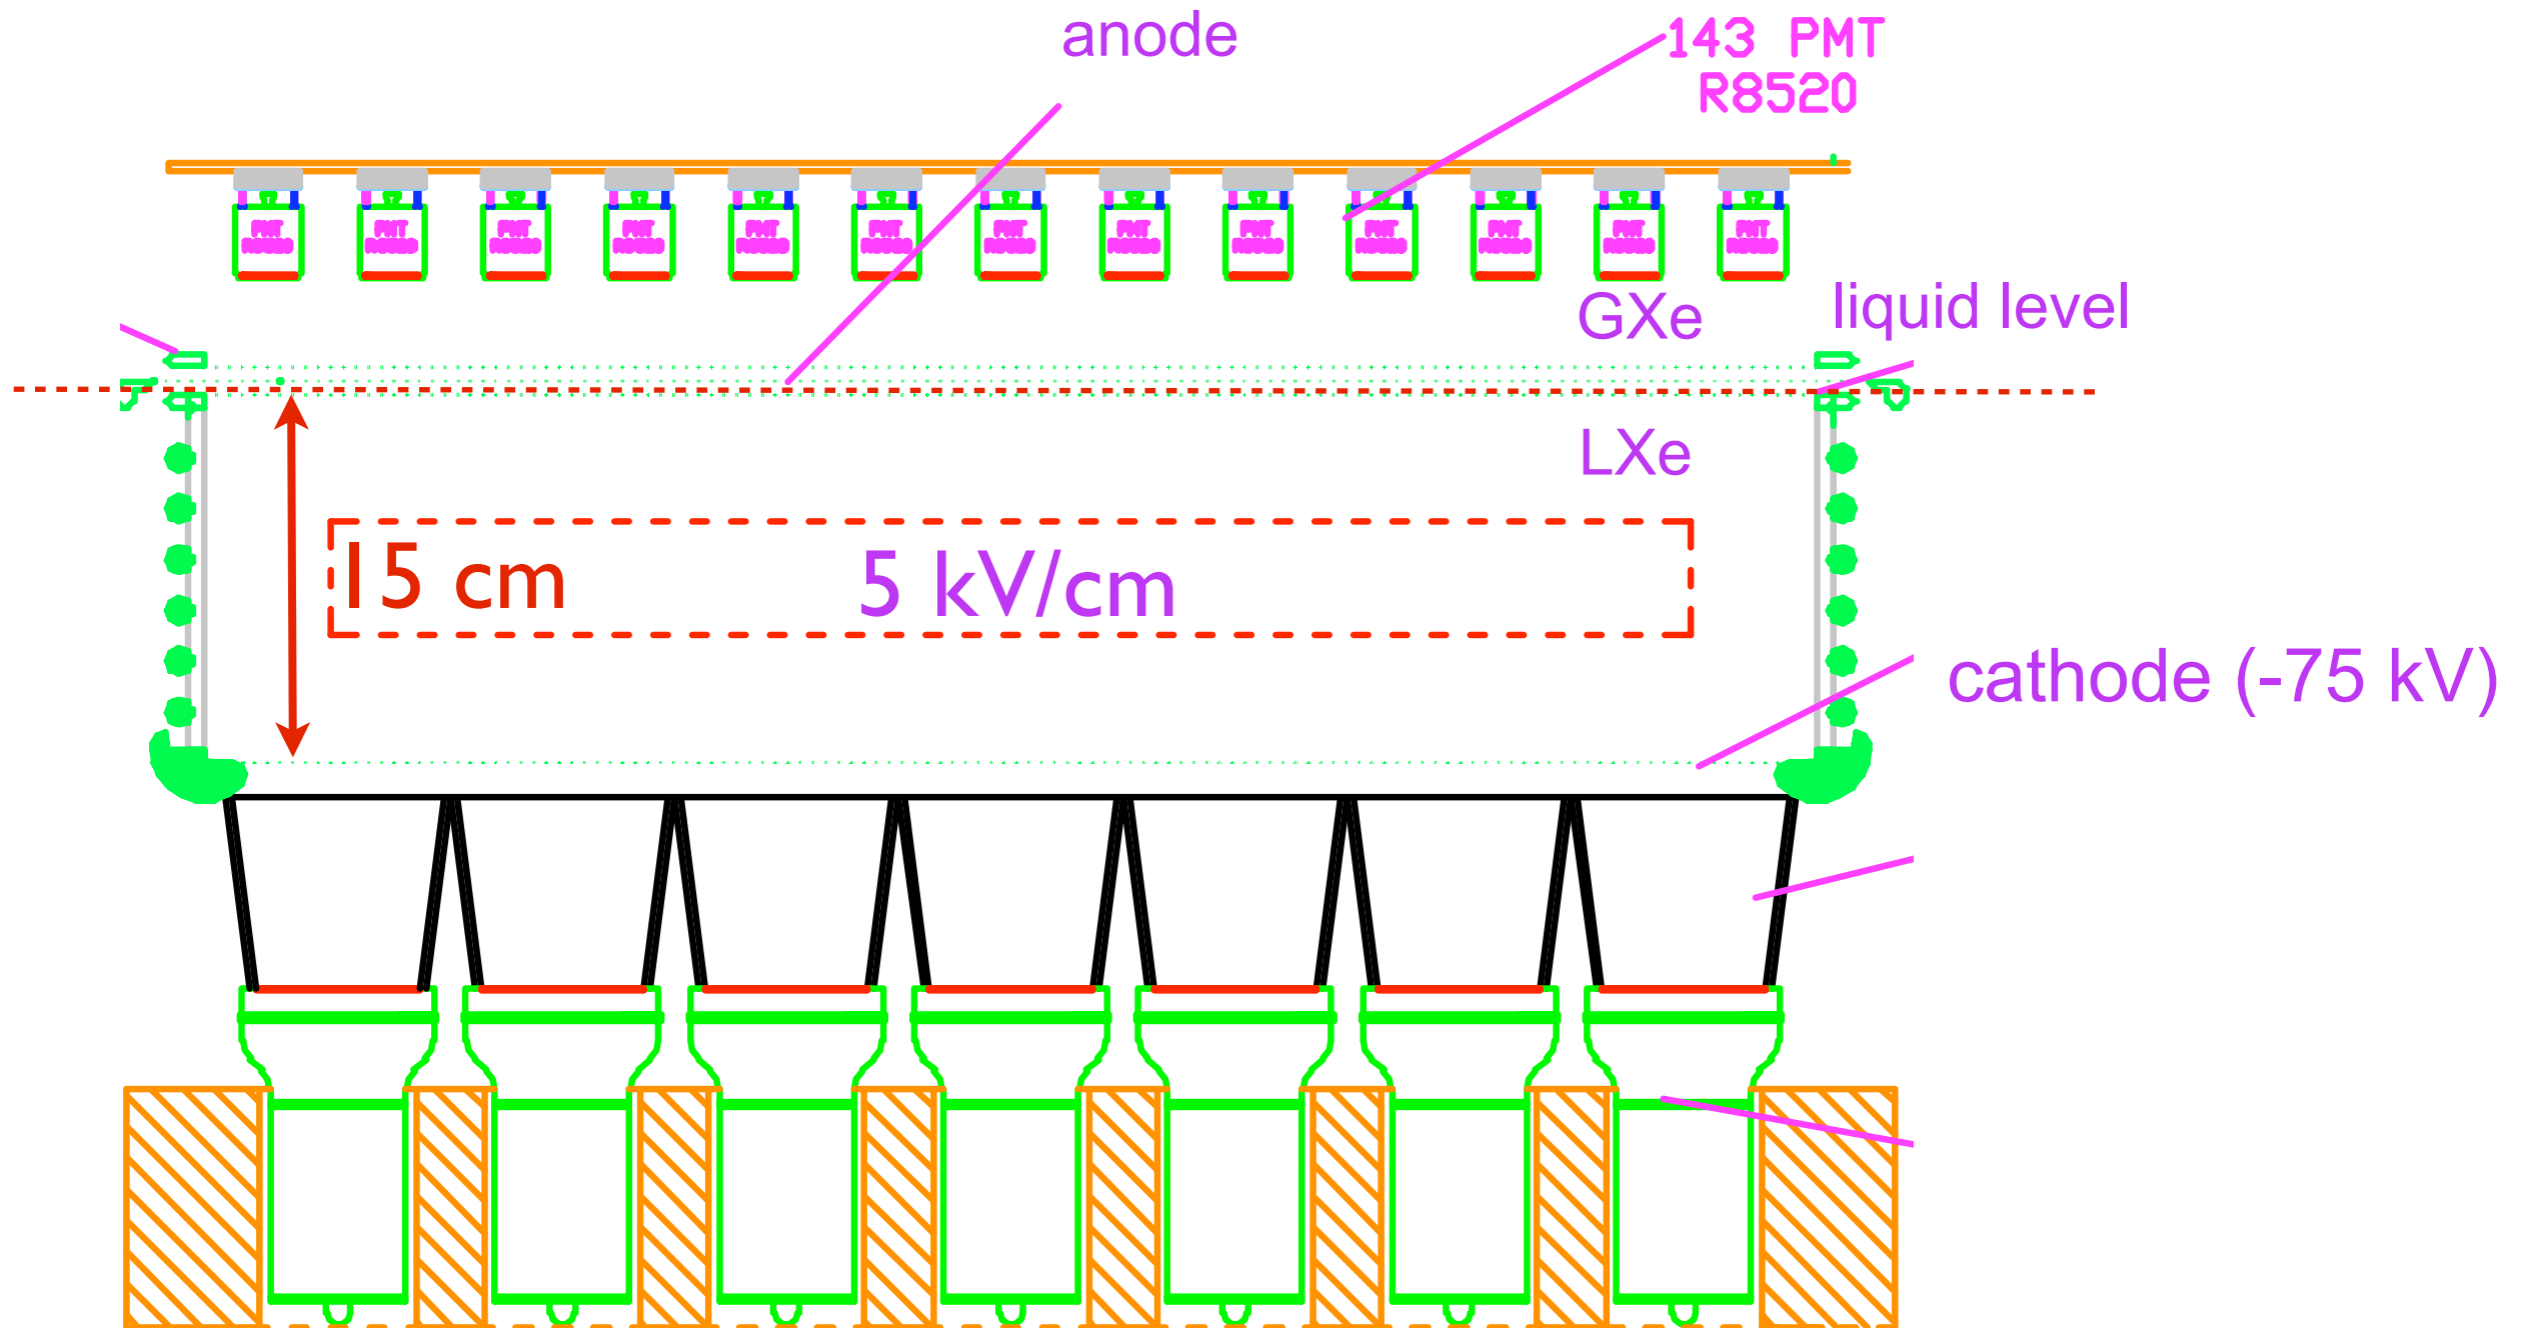 anode
143 PMT
R8520
GXe
liquid level
LXe
15 cm
5 kV/cm
cathode (-75 kV)